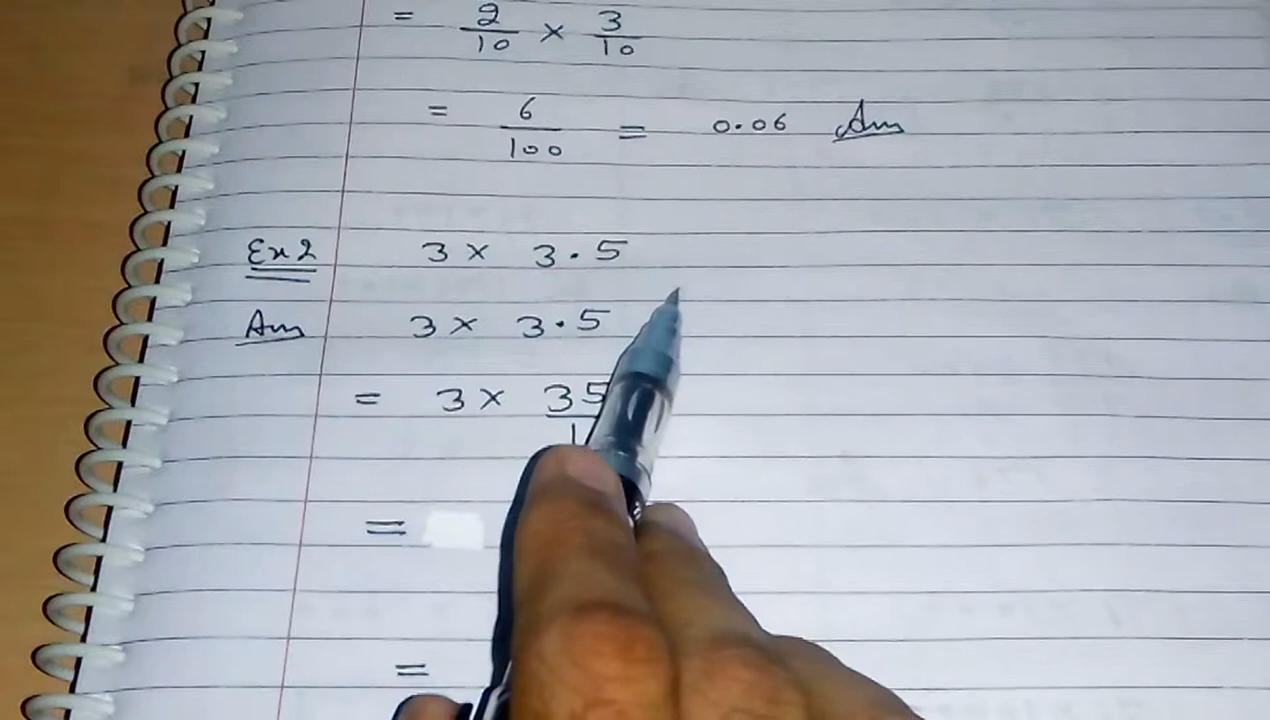 = 2/10 × 3/10
= 6/100 = 0.06 Ans
Ex 2 3 × 3.5
Ans 3 × 3.5
= 3 × 35/1
=
=